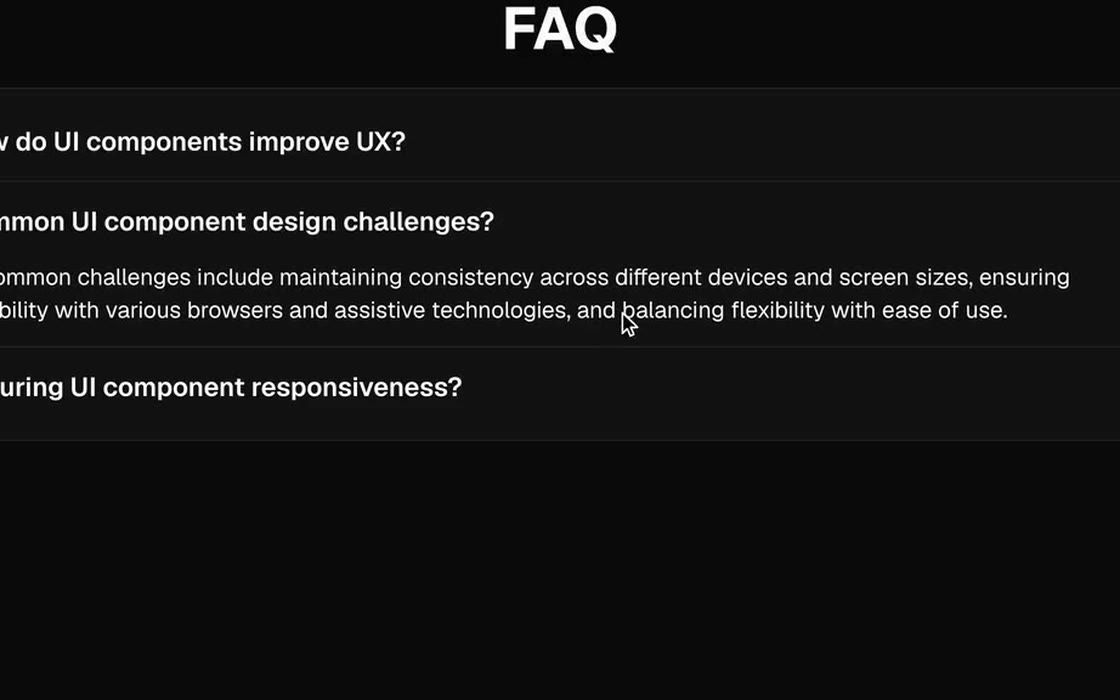 FAQ
w do UI components improve UX?
mmon UI component design challenges?
ommon challenges include maintaining consistency across different devices and screen sizes, ensuring
bility with various browsers and assistive technologies, and balancing flexibility with ease of use.
uring UI component responsiveness?